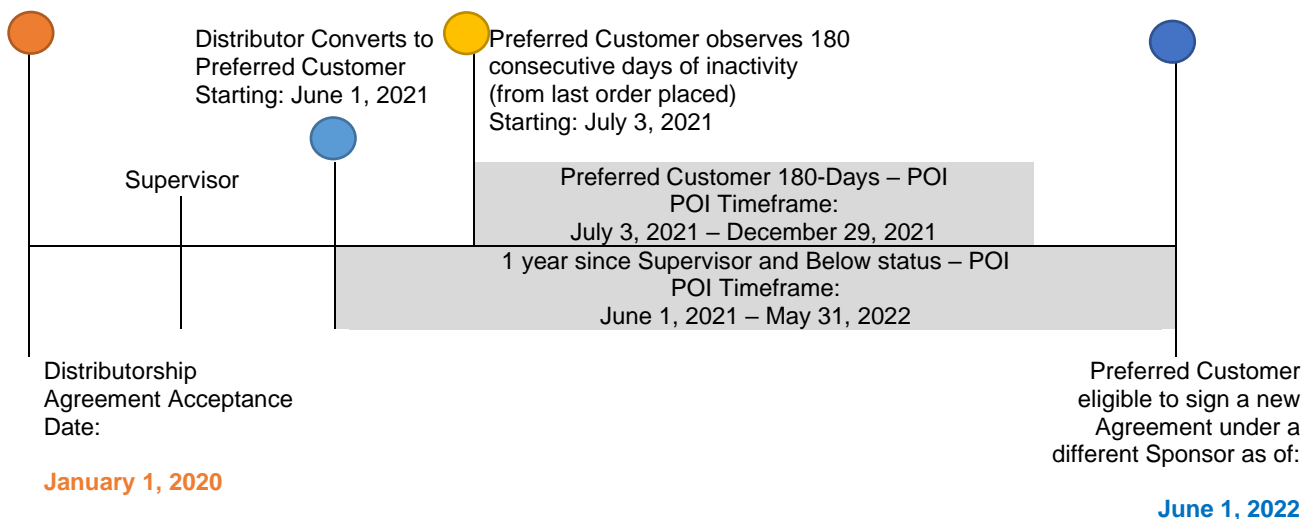 Distributor Converts to
Preferred Customer
Starting: June 1, 2021
Preferred Customer observes 180
consecutive days of inactivity
(from last order placed)
Starting: July 3, 2021
Supervisor
Preferred Customer 180-Days – POI
POI Timeframe:
July 3, 2021 – December 29, 2021
1 year since Supervisor and Below status – POI
POI Timeframe:
June 1, 2021 – May 31, 2022
Distributorship
Agreement Acceptance
Date:
January 1, 2020
Preferred Customer
eligible to sign a new
Agreement under a
different Sponsor as of:
June 1, 2022